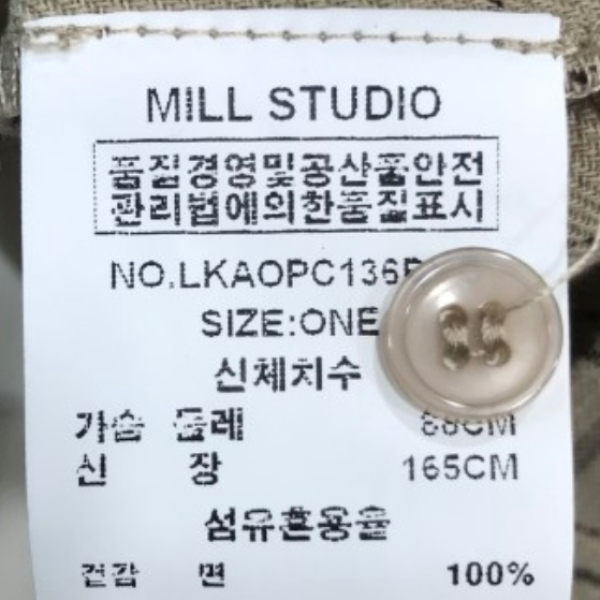 MILL STUDIO
품질경영및공산품안전
관리법에의한품질표시
NO.LKAOPC136
SIZE:ONE
신체치수
가슴 둘레
신 장 165CM
섬유혼용율
겉감 면 100%